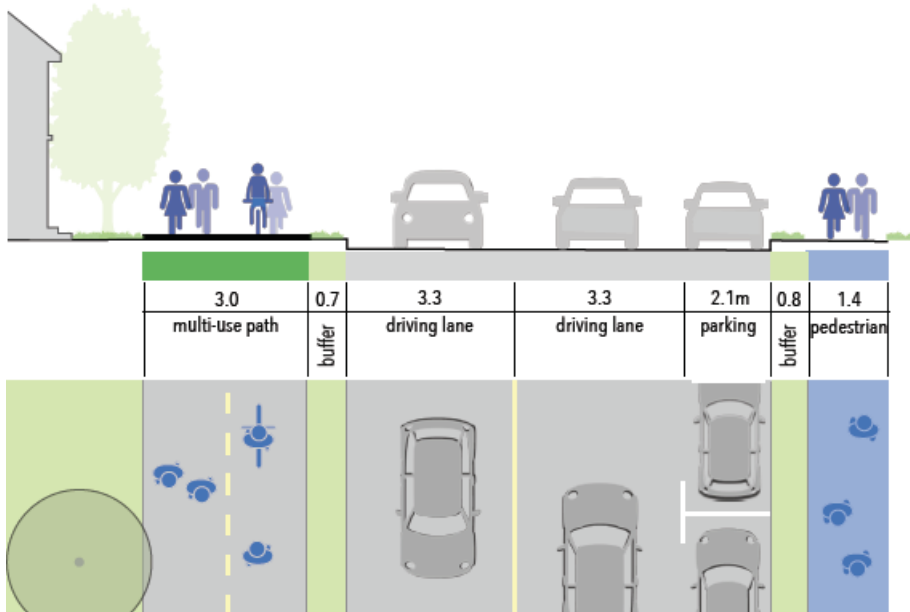 3.0 0.7 3.3 3.3 2.1m 0.8 1.4
multi-use path buffer driving lane driving lane parking buffer pedestrian